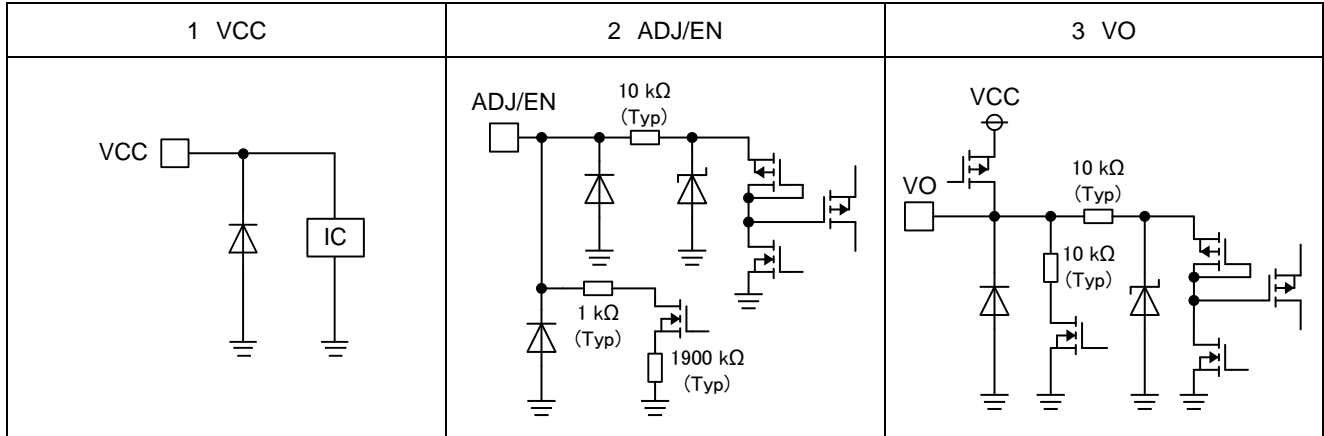 1 VCC
2 ADJ/EN
3 VO
VCC
IC
ADJ/EN
10 kΩ
(Typ)
1 kΩ
(Typ)
1900 kΩ
(Typ)
VCC
VO
10 kΩ
(Typ)
10 kΩ
(Typ)